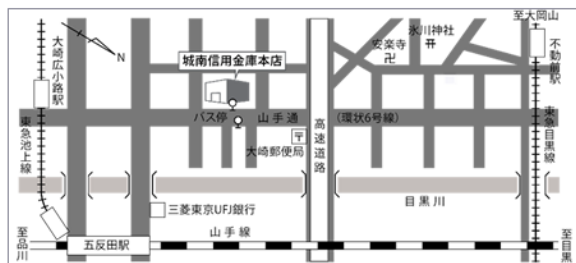 至大岡山
氷川神社
安楽寺
不動前駅
N
城南信用金庫本店
大崎広小路駅
バス停
山手通
(環状6号線)
高速道路
大崎郵便局
東急池上線
東急目黒線
目黒川
三菱東京UFJ銀行
山手線
五反田駅
至品川
至目黒